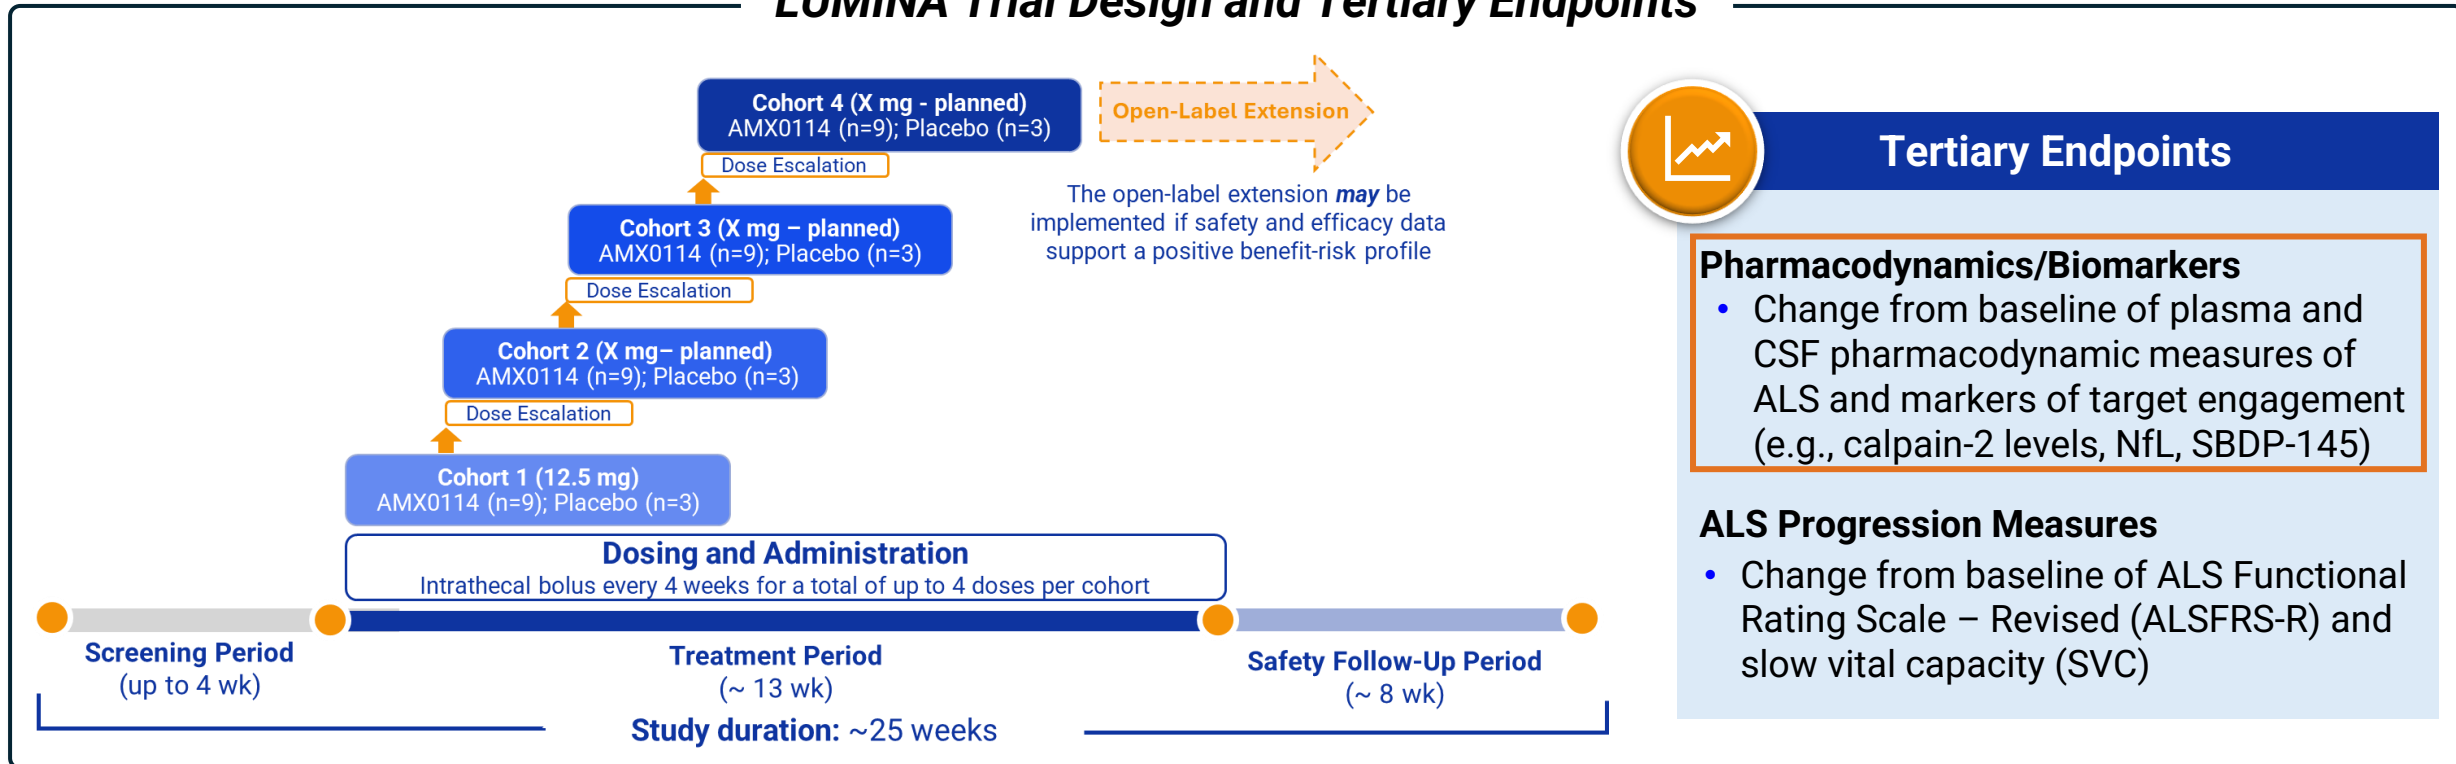 LUMINA Trial Design and Tertiary Endpoints
Cohort 4 (X mg - planned)
AMX0114 (n=9); Placebo (n=3)
Dose Escalation
Open-Label Extension
The open-label extension may be
implemented if safety and efficacy data
support a positive benefit-risk profile
Cohort 3 (X mg – planned)
AMX0114 (n=9); Placebo (n=3)
Dose Escalation
Cohort 2 (X mg– planned)
AMX0114 (n=9); Placebo (n=3)
Dose Escalation
Cohort 1 (12.5 mg)
AMX0114 (n=9); Placebo (n=3)
Dosing and Administration
Intrathecal bolus every 4 weeks for a total of up to 4 doses per cohort
Screening Period
(up to 4 wk)
Treatment Period
(~ 13 wk)
Safety Follow-Up Period
(~ 8 wk)
Study duration: ~25 weeks
Tertiary Endpoints
Pharmacodynamics/Biomarkers
• Change from baseline of plasma and
CSF pharmacodynamic measures of
ALS and markers of target engagement
(e.g., calpain-2 levels, NfL, SBDP-145)
ALS Progression Measures
• Change from baseline of ALS Functional
Rating Scale – Revised (ALSFRS-R) and
slow vital capacity (SVC)